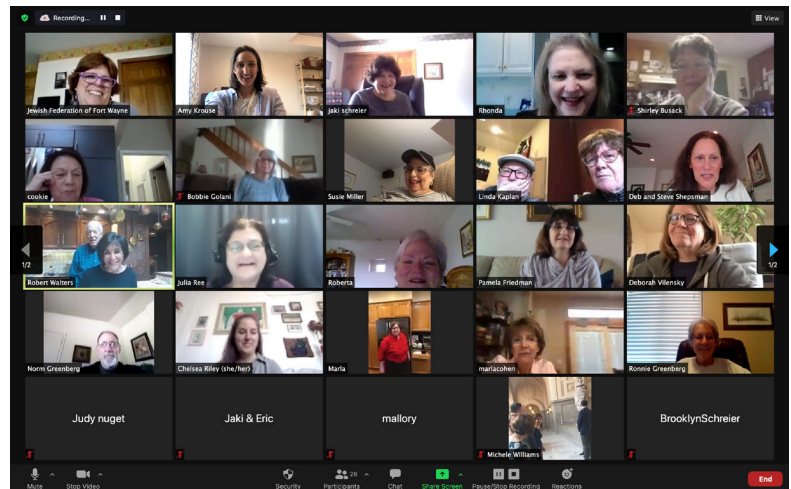 Recording...
View
Jewish Federation of Fort Wayne
Amy Krouse
Jaki schreier
Rhonda
Shirley Busack
cookie
Bobbie Golani
Susie Miller
Linda Kaplan
Deb and Steve Shepsman
1/2
1/2
Robert Walters
Julia Ree
Roberta
Pamela Friedman
Deborah Vilensky
Norm Greenberg
Chelsea Riley (she/her)
Marla
marlacohen
Ronnie Greenberg
Judy nuget
Jaki & Eric
mallory
Michele Williams
BrooklynSchreier
Mute
Stop Video
Security
Participants
26
Chat
Share Screen
Pause/Stop Recording
Reactions
End